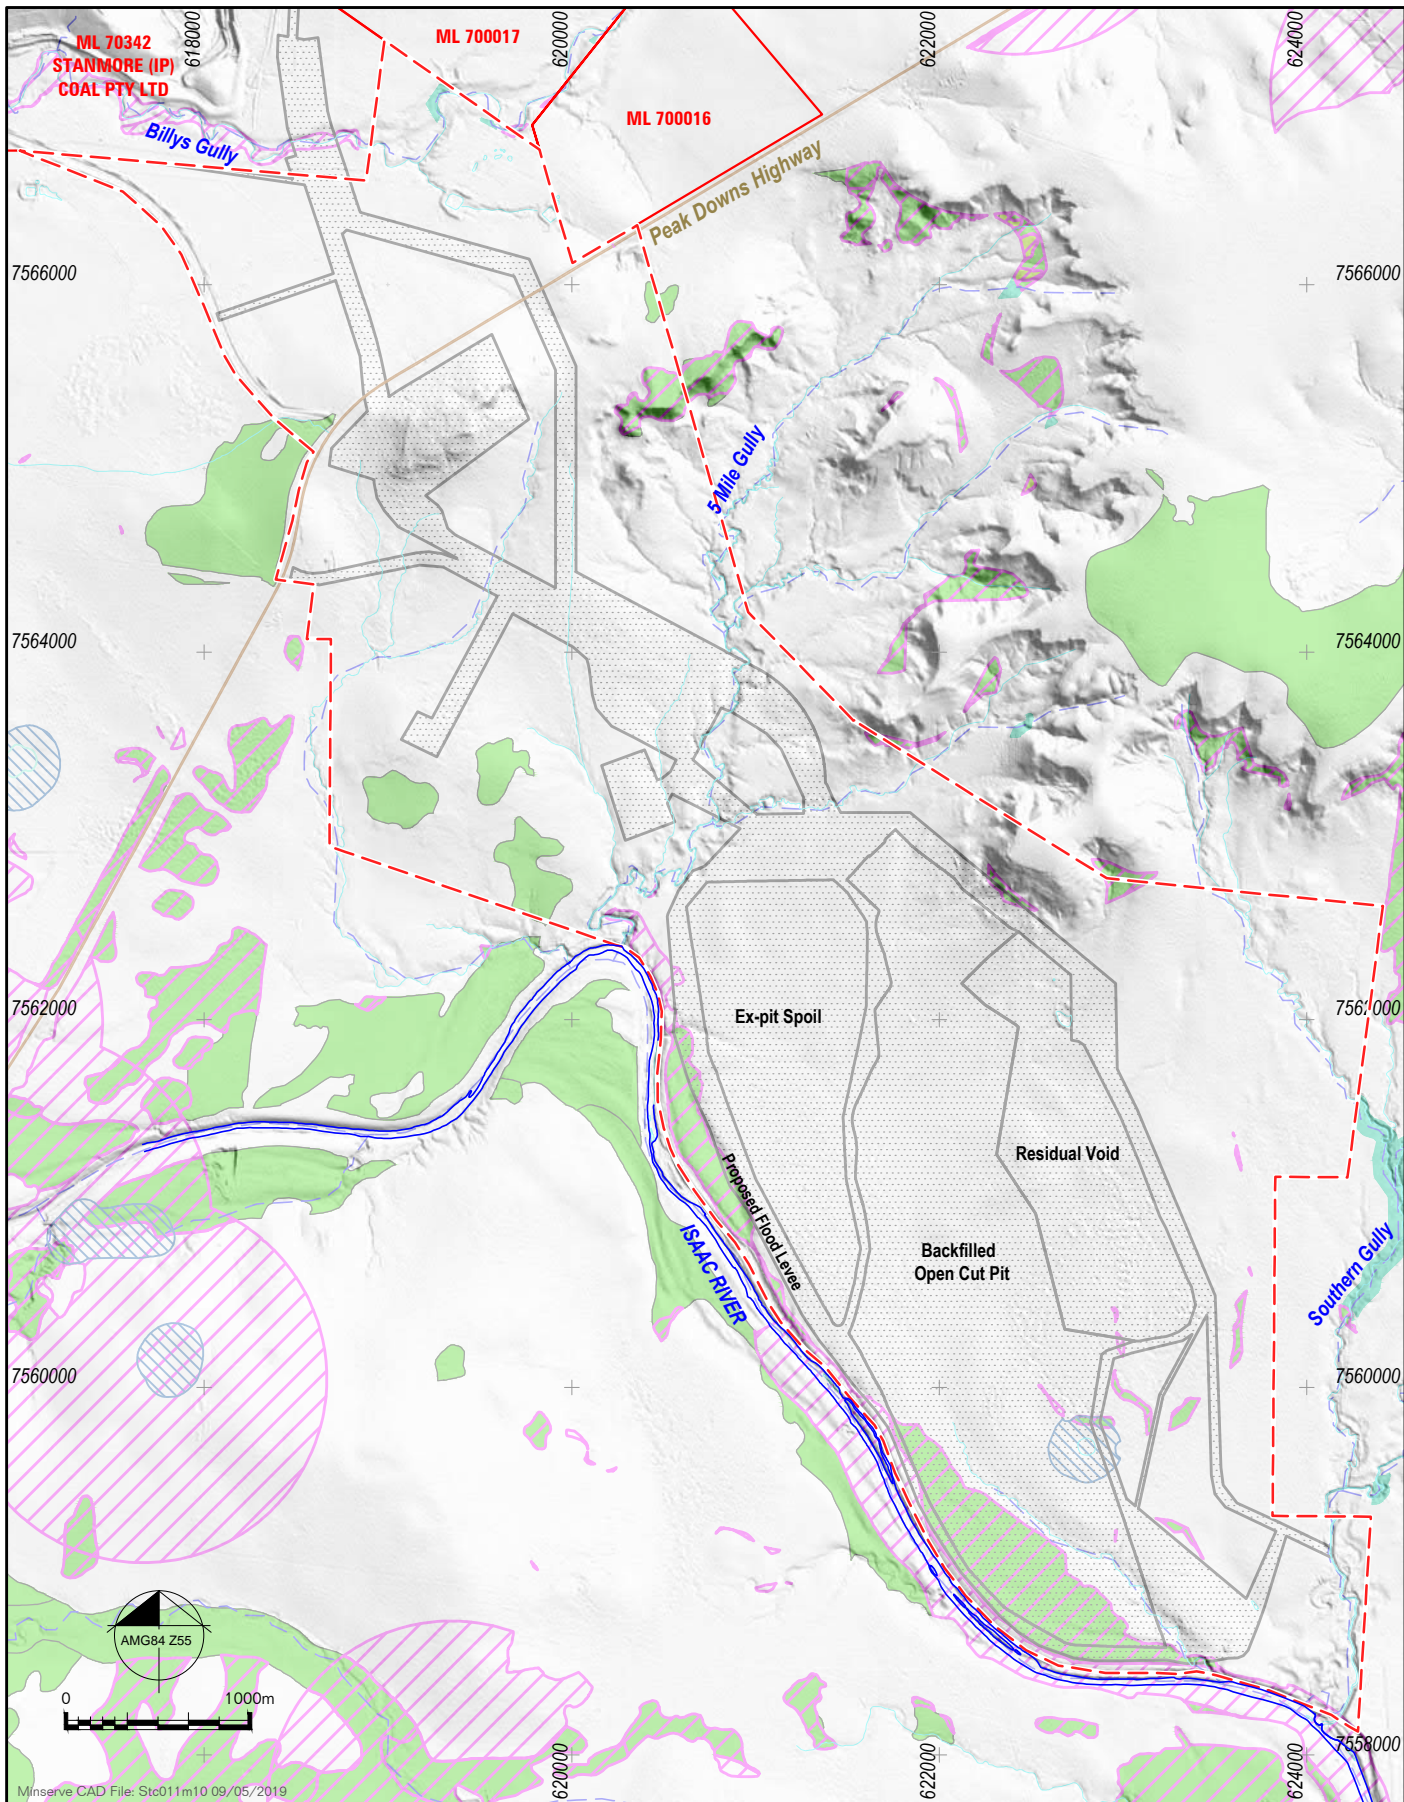 618000
620000
622000
624000
ML 70342
STANMORE (IP)
COAL PTY LTD
ML 700017
ML 700016
Billys Gully
Peak Downs Highway
7566000
7566000
5 Mile Gully
7564000
7564000
7562000
7562000
Ex-pit Spoil
Residual Void
Proposed Flood Levee
ISAAC RIVER
Backfilled
Open Cut Pit
Southern Gully
7560000
7560000
AMG84 Z55
0
1000m
7558000
620000
622000
624000
Minserve CAD File: Stc011m10 09/05/2019